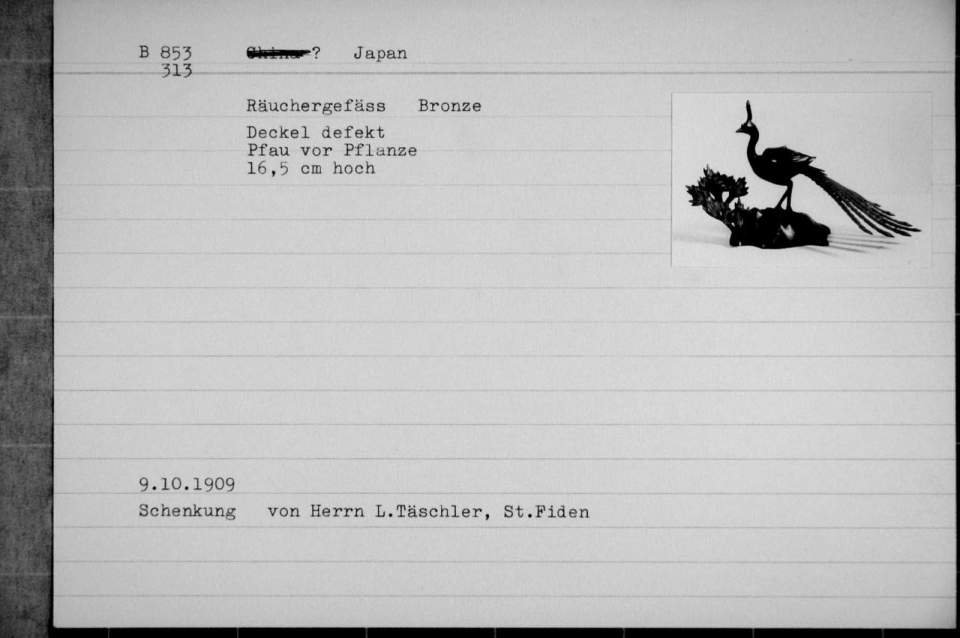 B 853 China ? Japan
313
Räuchergefäss Bronze
Deckel defekt
Pfau vor Pflanze
16,5 cm hoch
9.10.1909
Schenkung von Herrn L.Täschler, St.Fiden